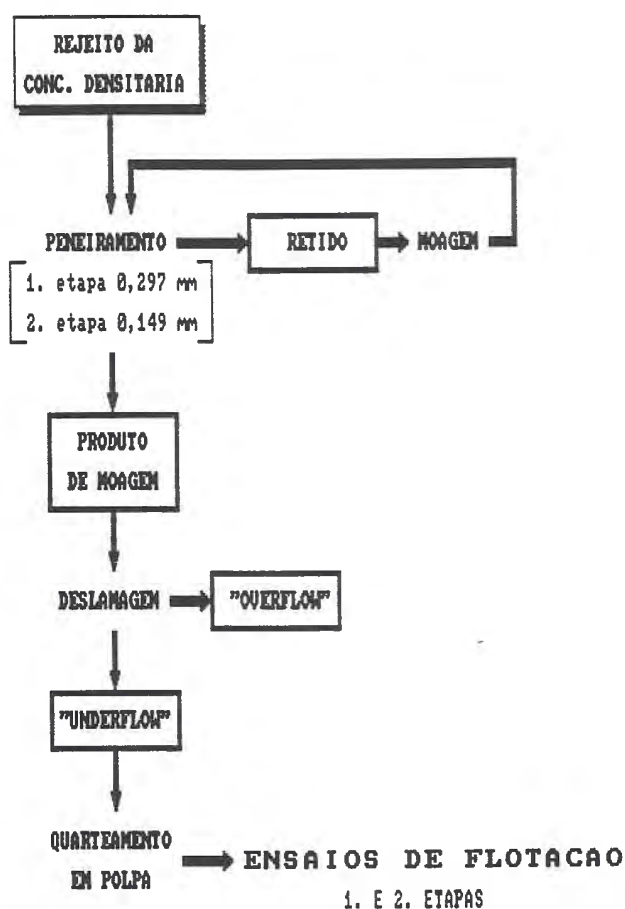 REJEITO DA
CONC. DENSITARIA
PENEIRAMENTO
RETIDO
MOAGEM
1. etapa 0,297 mm
2. etapa 0,149 mm
PRODUTO
DE MOAGEM
DESLAMAGEM
"OVERFLOW"
"UNDERFLOW"
QUARTEAMENTO
EM POLPA
ENSAIOS DE FLOTACAO
1. E 2. ETAPAS